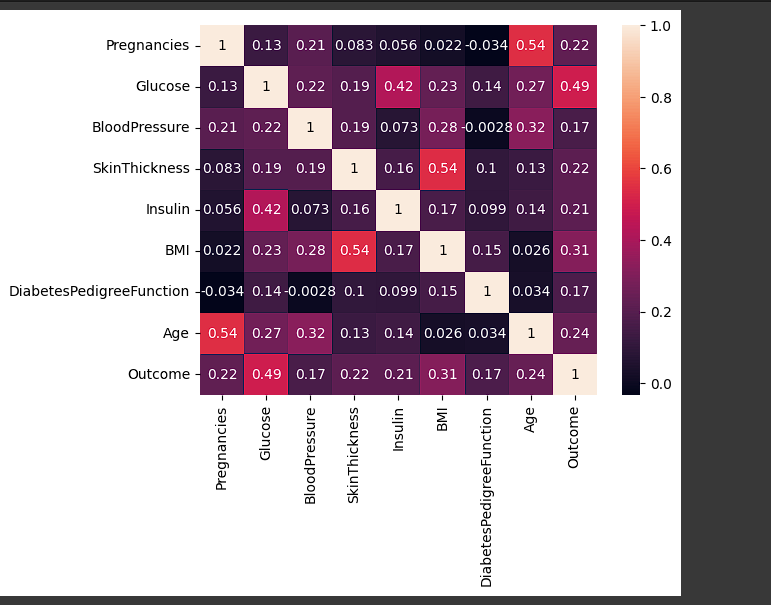 Pregnancies 1 0.13 0.21 0.083 0.056 0.022 -0.034 0.54 0.22
Glucose 0.13 1 0.22 0.19 0.42 0.23 0.14 0.27 0.49
BloodPressure 0.21 0.22 1 0.19 0.073 0.28 -0.0028 0.32 0.17
SkinThickness 0.083 0.19 0.19 1 0.16 0.54 0.1 0.13 0.22
Insulin 0.056 0.42 0.073 0.16 1 0.17 0.099 0.14 0.21
BMI 0.022 0.23 0.28 0.54 0.17 1 0.15 0.026 0.31
DiabetesPedigreeFunction -0.034 0.14 -0.0028 0.1 0.099 0.15 1 0.034 0.17
Age 0.54 0.27 0.32 0.13 0.14 0.026 0.034 1 0.24
Outcome 0.22 0.49 0.17 0.22 0.21 0.31 0.17 0.24 1
Pregnancies
Glucose
BloodPressure
SkinThickness
Insulin
BMI
DiabetesPedigreeFunction
Age
Outcome
1.0
0.8
0.6
0.4
0.2
0.0